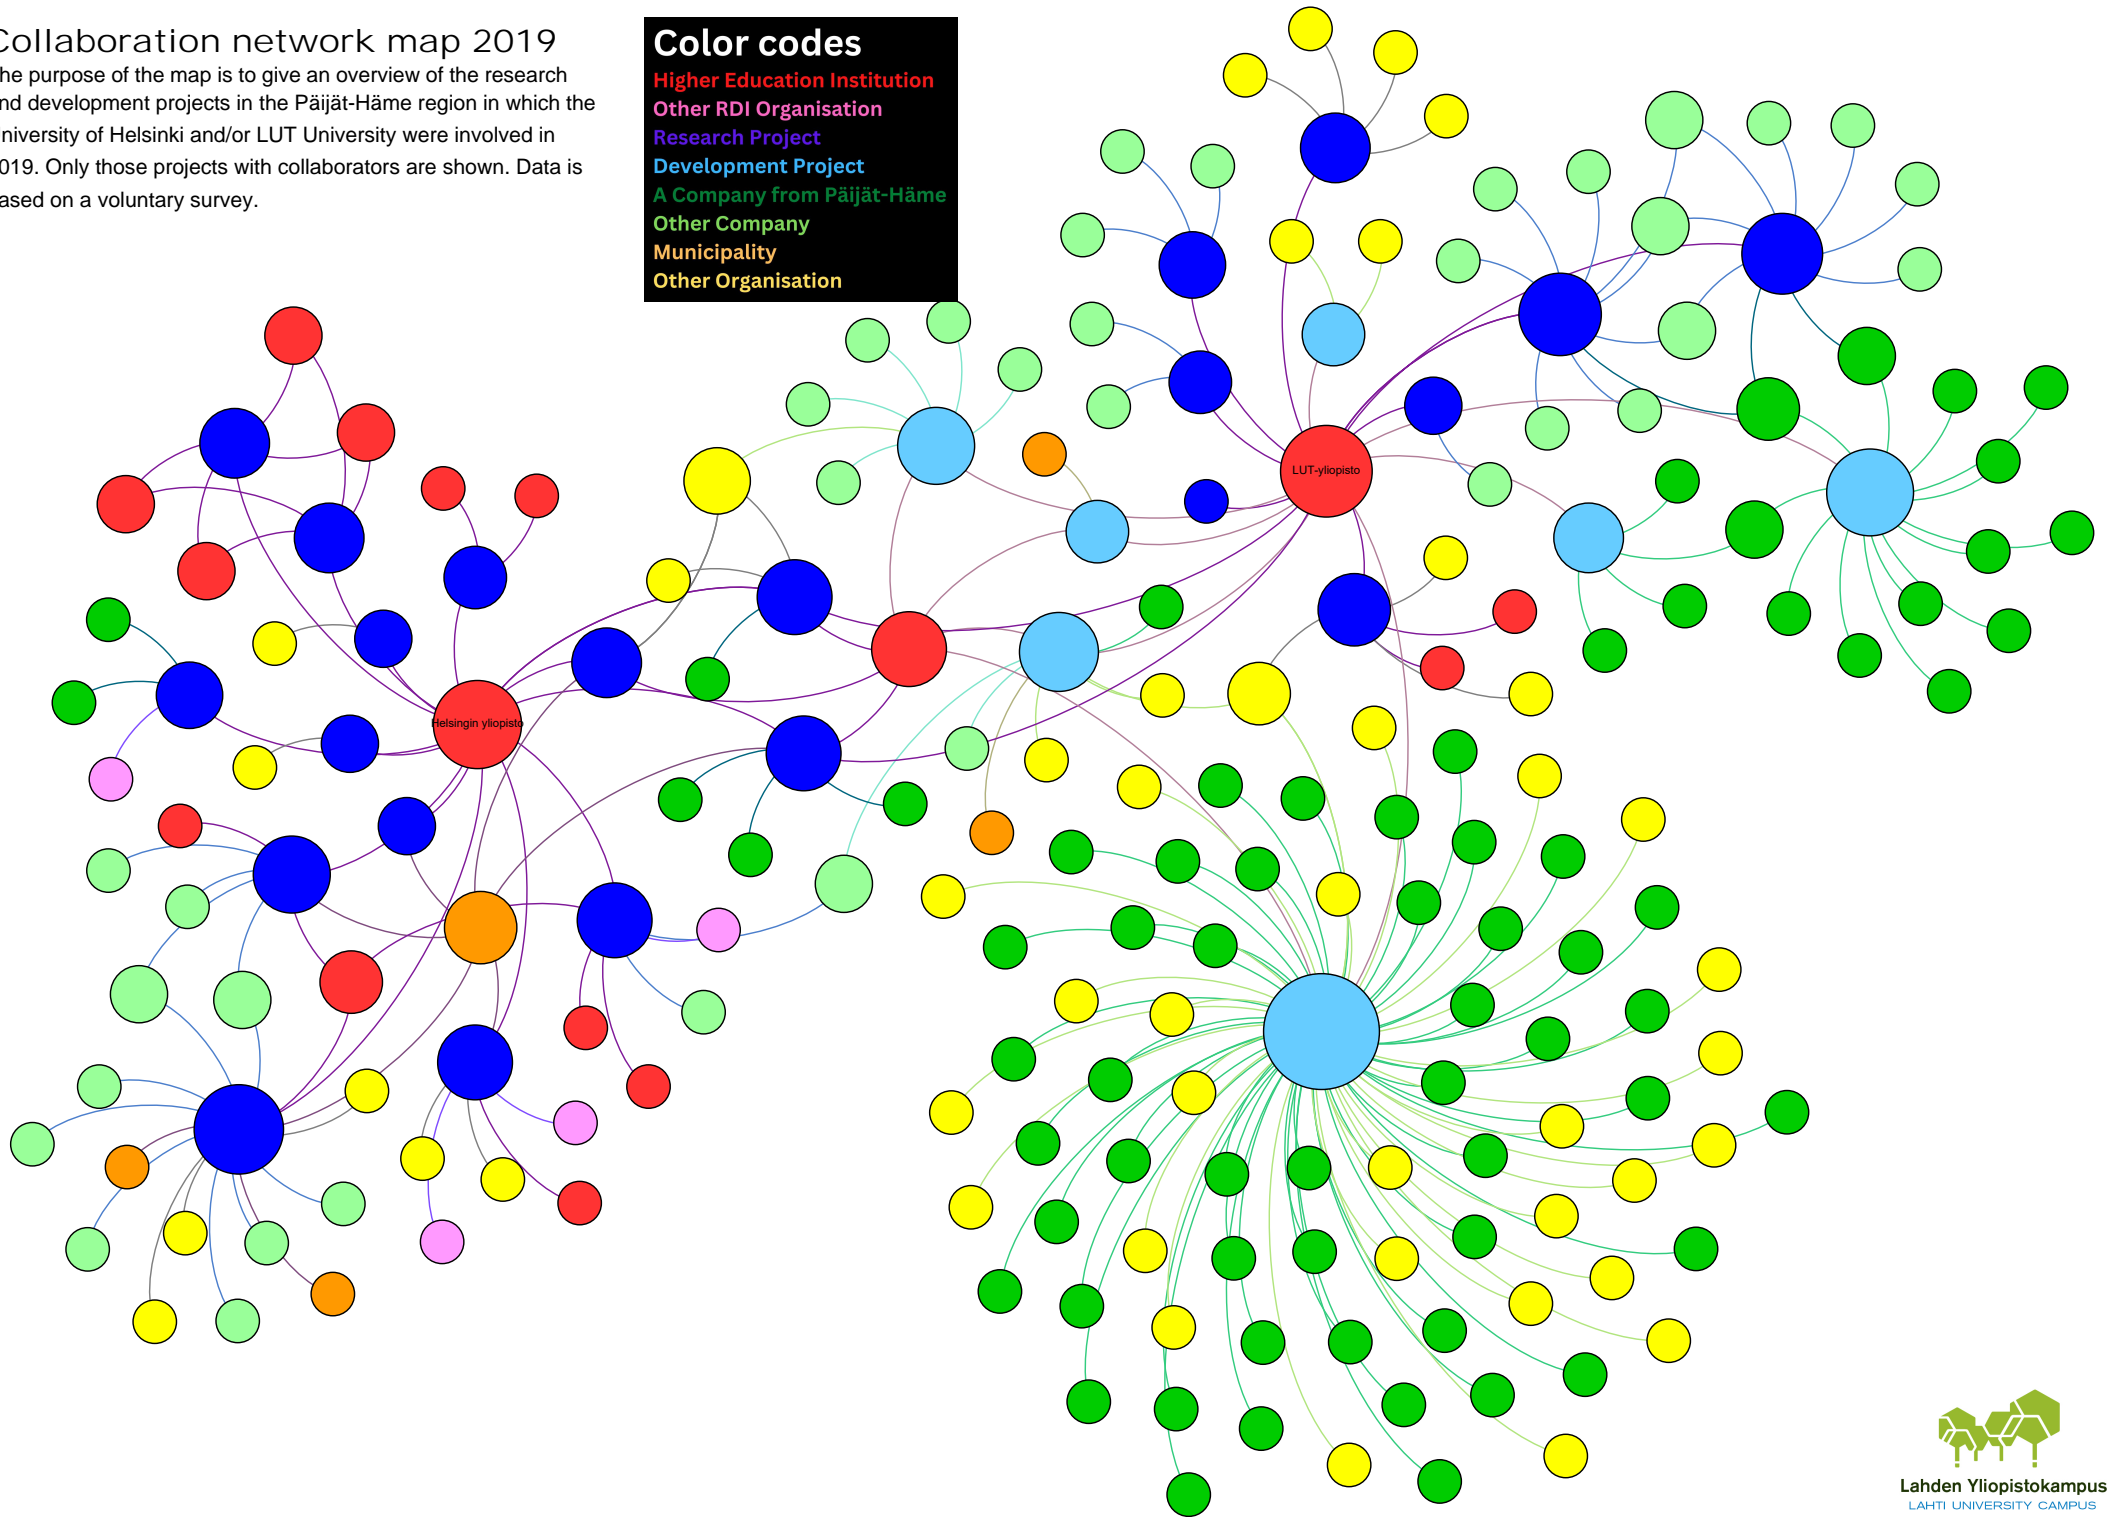 Collaboration network map 2019
he purpose of the map is to give an overview of the research
nd development projects in the Päijät-Häme region in which the
niversity of Helsinki and/or LUT University were involved in
019. Only those projects with collaborators are shown. Data is
ased on a voluntary survey.
Color codes
Higher Education Institution
Other RDI Organisation
Research Project
Development Project
A Company from Päijät-Häme
Other Company
Municipality
Other Organisation
LUT-yliopisto
Helsingin yliopisto
Lahden Yliopistokampus
LAHTI UNIVERSITY CAMPUS